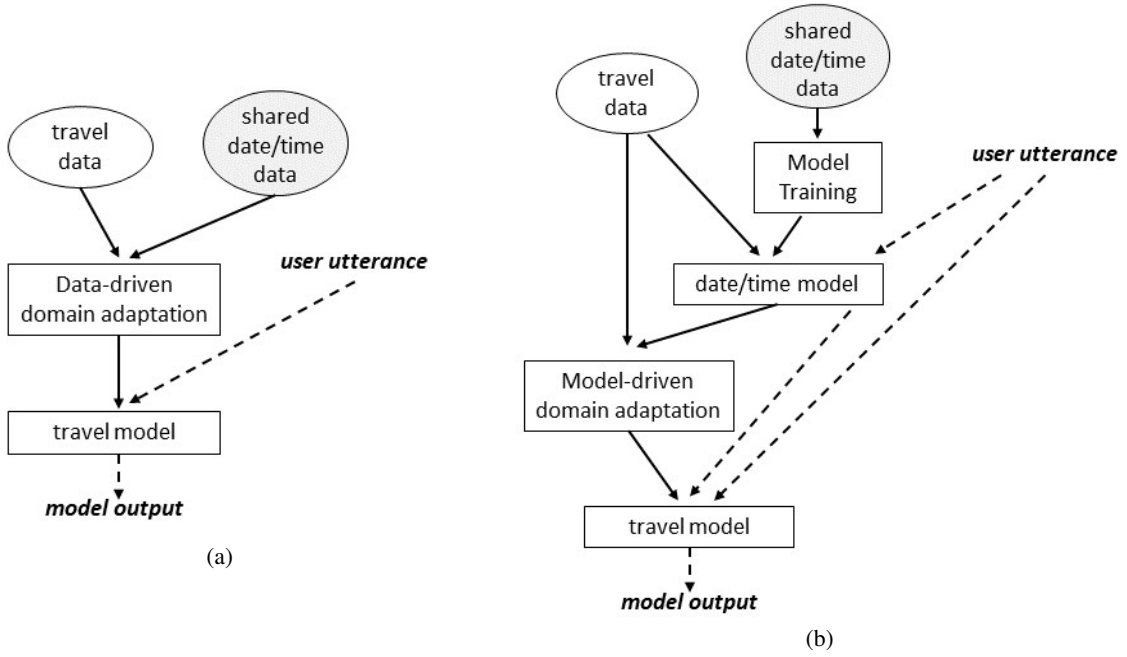 travel
data
shared
date/time
data
user utterance
Data-driven
domain adaptation
travel model
model output
(a)
shared
date/time
data
travel
data
Model
Training
user utterance
date/time model
Model-driven
domain adaptation
travel model
model output
(b)